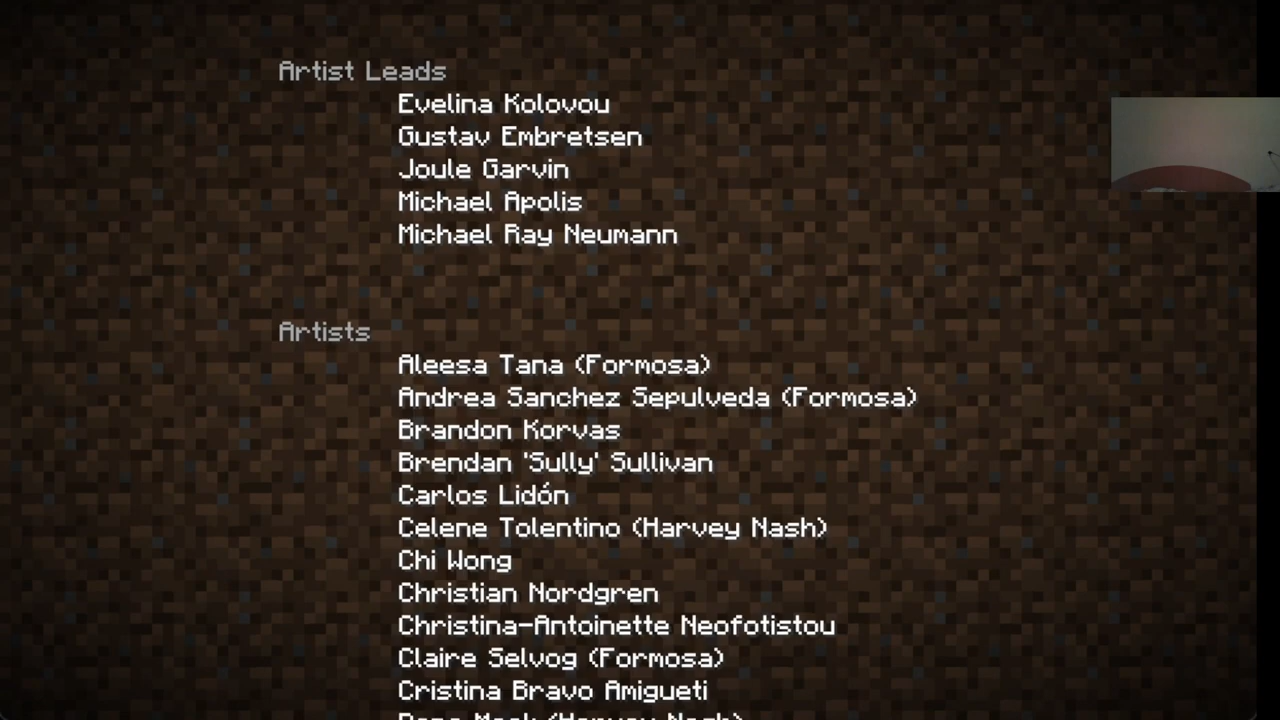 Artist Leads
Evelina Kolovou
Gustav Embretsen
Joule Garvin
Michael Apolis
Michael Ray Neumann
Artists
Aleesa Tana (Formosa)
Andrea Sanchez Sepulveda (Formosa)
Brandon Korvas
Brendan 'Sully' Sullivan
Carlos Lidón
Celene Tolentino (Harvey Nash)
Chi Wong
Christian Nordgren
Christina-Antoinette Neofotistou
Claire Selvog (Formosa)
Cristina Bravo Amigueti
(Harvey Nash)